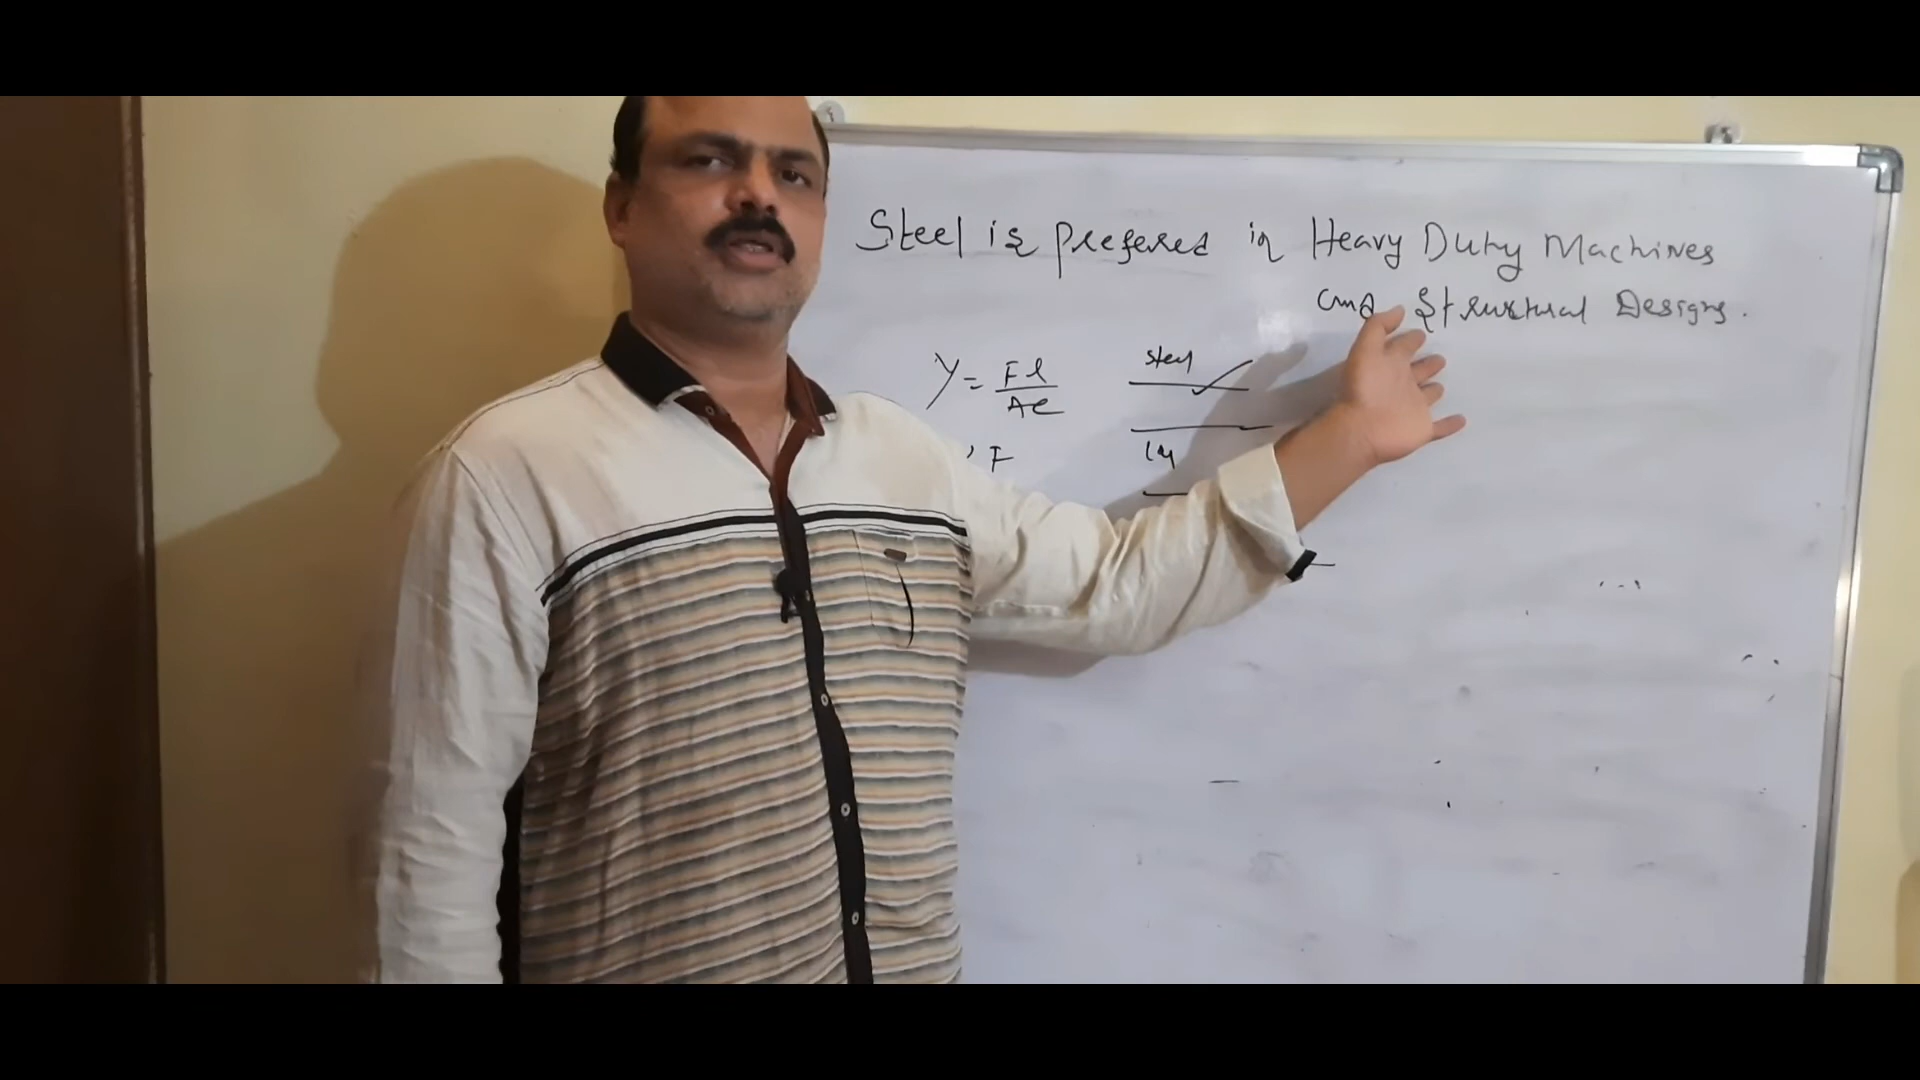 Steel is prefered in Heavy Duty Machines
and Structural Designs.
Y = Fl / Ae
steel
F